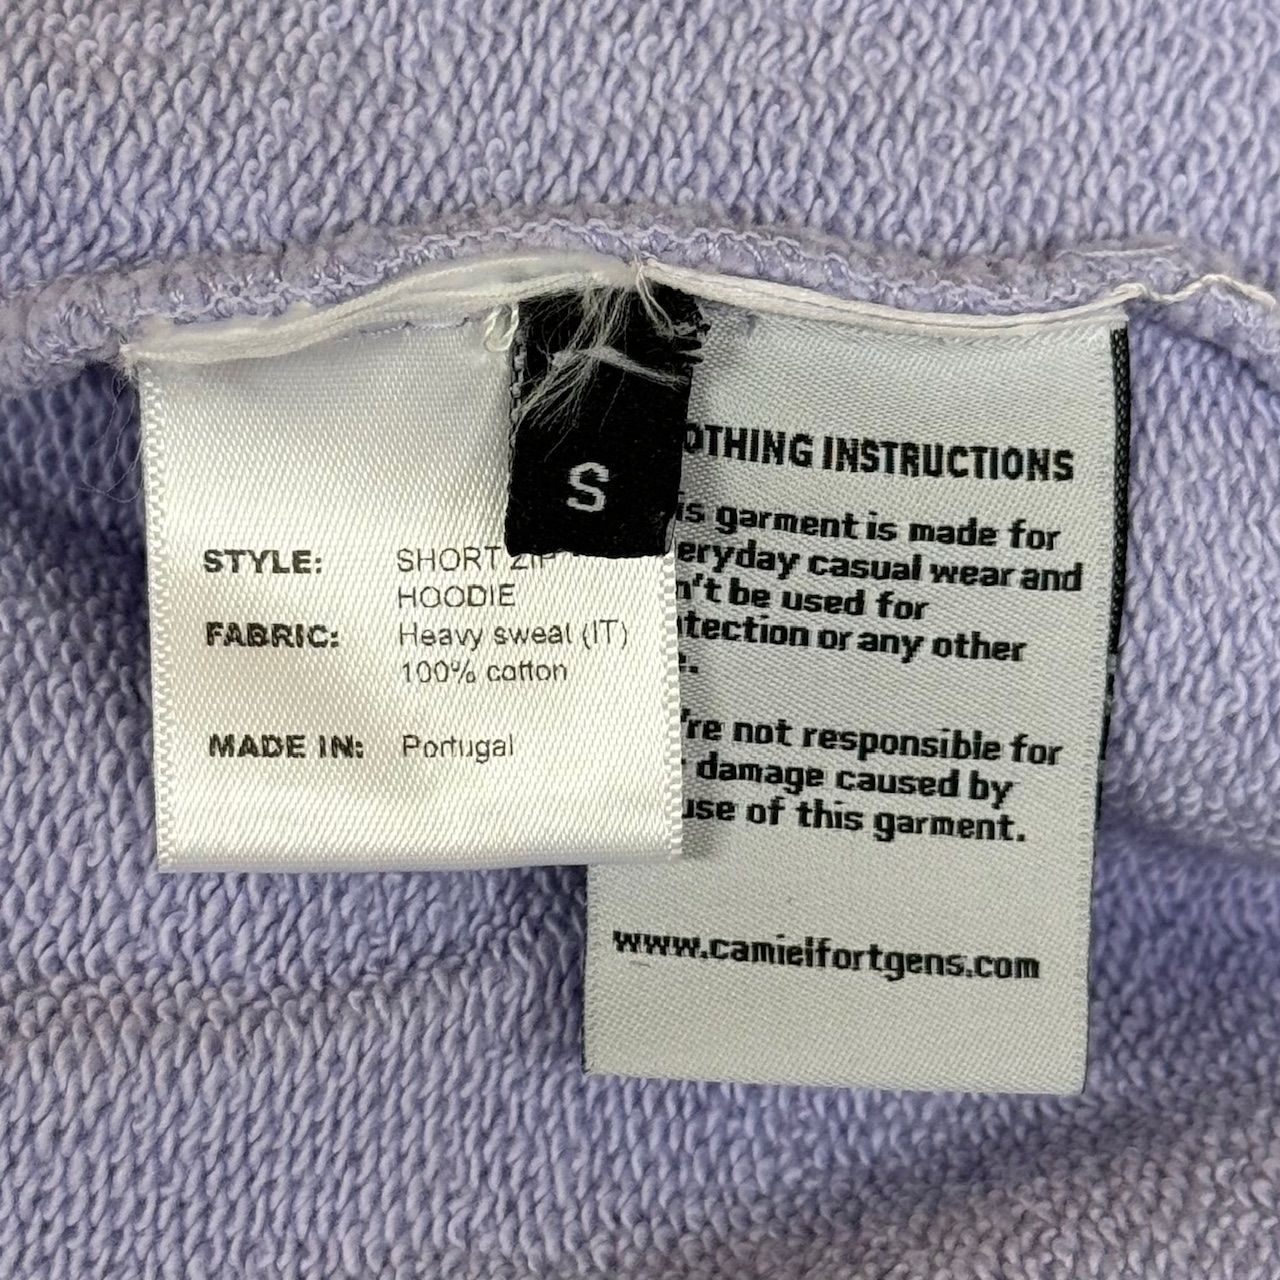 S
STYLE: SHORT ZIP
HOODIE
FABRIC: Heavy sweat (IT)
100% cotton
MADE IN: Portugal
OTHING INSTRUCTIONS
is garment is made for
eryday casual wear and
n't be used for
tection or any other
e.
're not responsible for
damage caused by
use of this garment.
www.camielfortgens.com